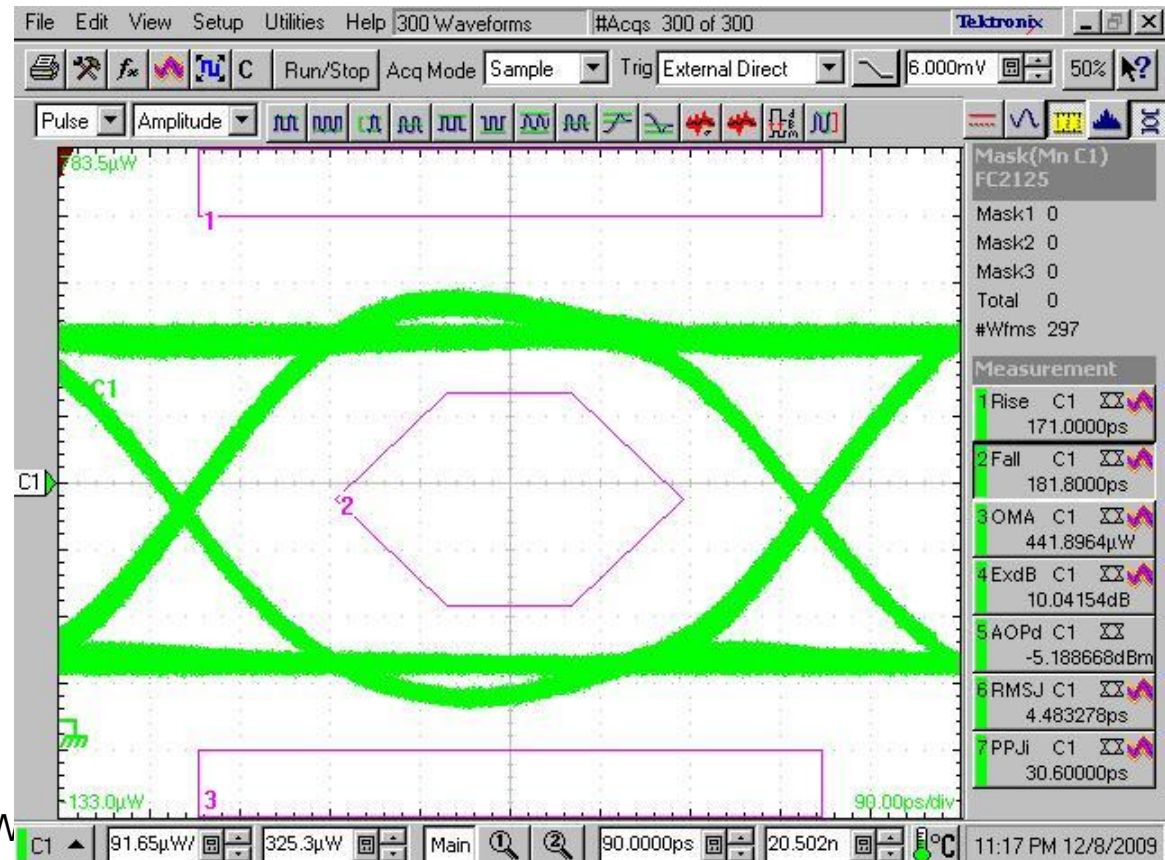 File Edit View Setup Utilities Help 300 Waveforms #Acqs 300 of 300 Tektronix
C Run/Stop Acq Mode Sample Trig External Direct 6.000mV 50%
Pulse Amplitude
783.5µW
1
C1
C1
2
-133.0µW
3
90.00ps/div
Mask(Mn C1)
FC2125
Mask1 0
Mask2 0
Mask3 0
Total 0
#Wfms 297
Measurement
1 Rise C1
171.0000ps
2 Fall C1
181.8000ps
3 OMA C1
441.8964µW
4 ExdB C1
10.04154dB
5 AOPd C1
-5.188668dBm
6 RMSJ C1
4.483278ps
7 PPJi C1
30.60000ps
C1 91.65µW/ 325.3µW Main 1 2 90.0000ps 20.502n °C 11:17 PM 12/8/2009